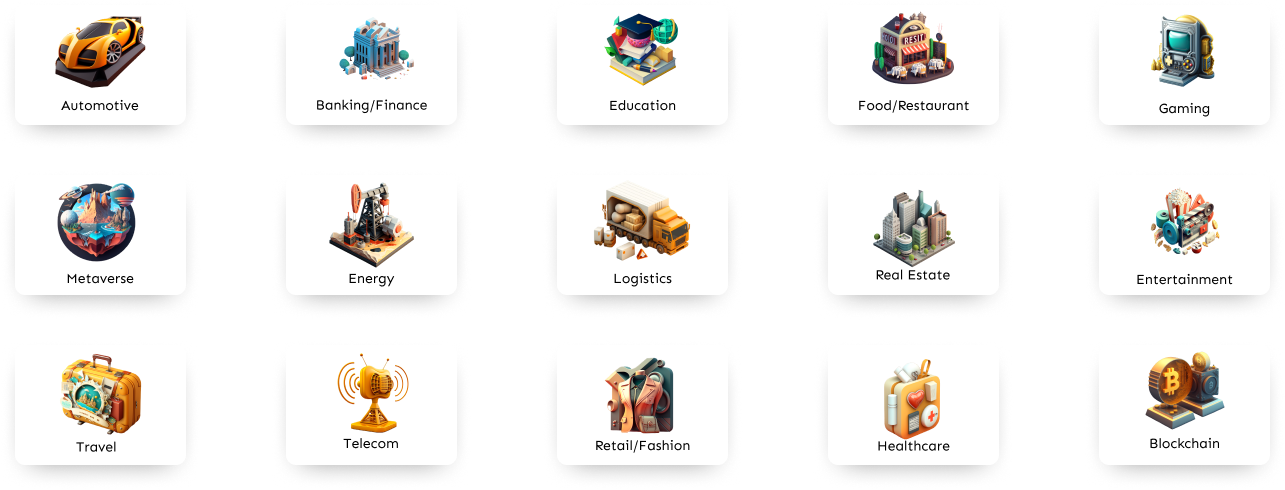 Automotive
Banking/Finance
Education
RESIT
Food/Restaurant
Gaming
Metaverse
Energy
Logistics
Real Estate
Entertainment
Travel
Telecom
Retail/Fashion
Healthcare
Blockchain